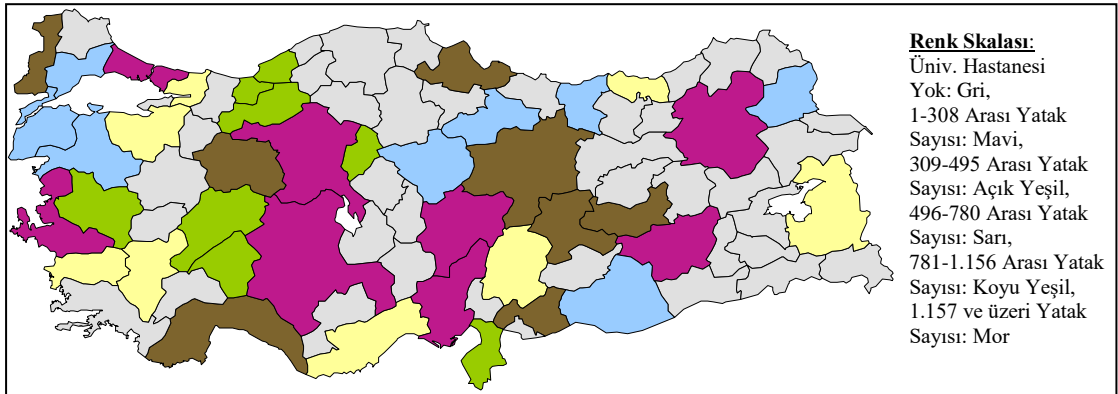 Renk Skalası:
Üniv. Hastanesi
Yok: Gri,
1-308 Arası Yatak
Sayısı: Mavi,
309-495 Arası Yatak
Sayısı: Açık Yeşil,
496-780 Arası Yatak
Sayısı: Sarı,
781-1.156 Arası Yatak
Sayısı: Koyu Yeşil,
1.157 ve üzeri Yatak
Sayısı: Mor